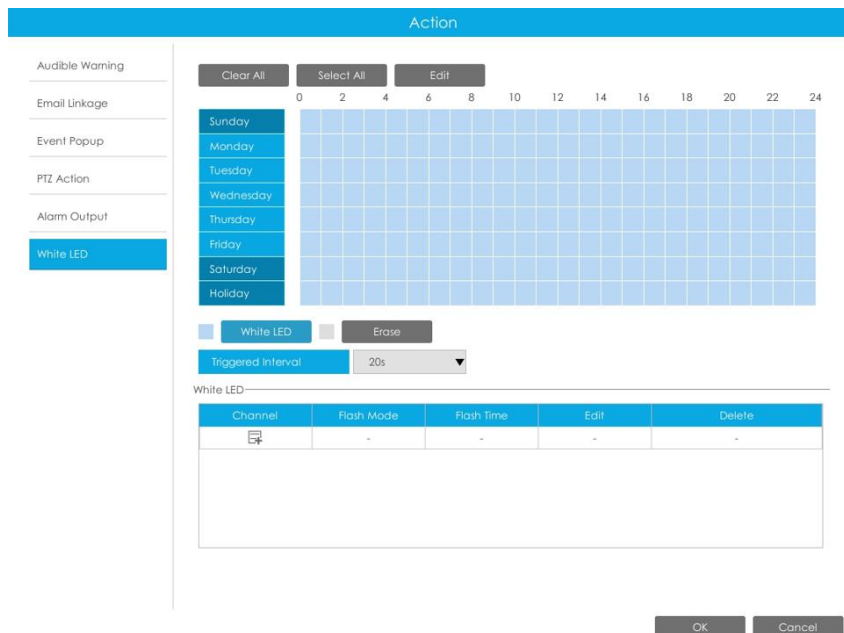 Action
Audible Warning
Email Linkage
Event Popup
PTZ Action
Alarm Output
White LED
Clear All Select All Edit
0 2 4 6 8 10 12 14 16 18 20 22 24
Sunday
Monday
Tuesday
Wednesday
Thursday
Friday
Saturday
Holiday
White LED Erase
Triggered Interval 20s
White LED
Channel Flash Mode Flash Time Edit Delete
- - - -
OK Cancel